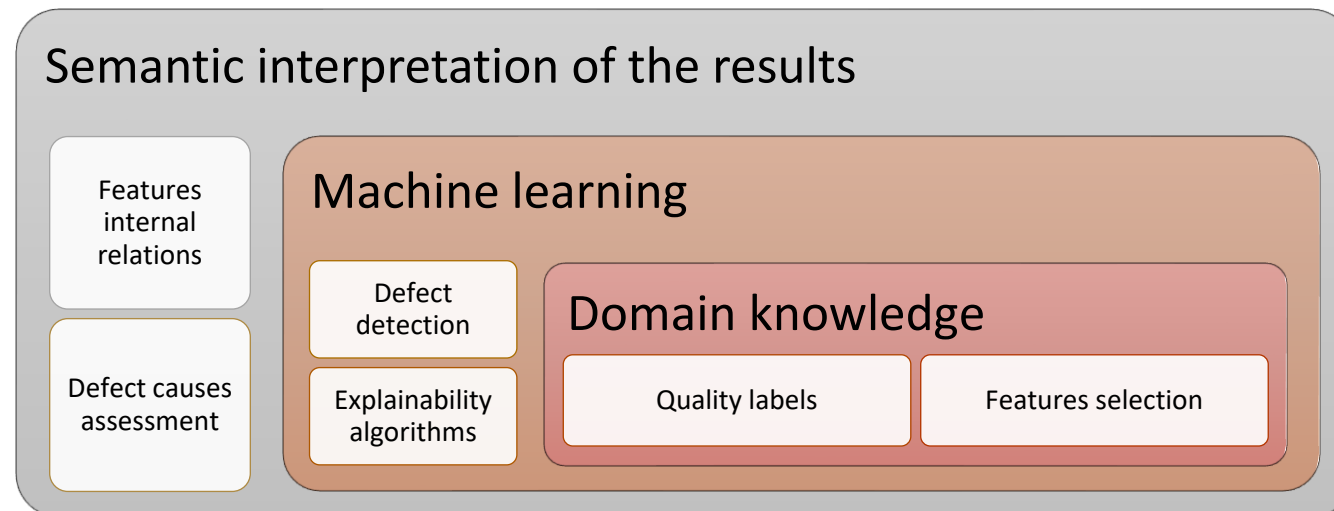 Semantic interpretation of the results
Features
internal
relations
Defect causes
assessment
Machine learning
Defect
detection
Explainability
algorithms
Domain knowledge
Quality labels
Features selection